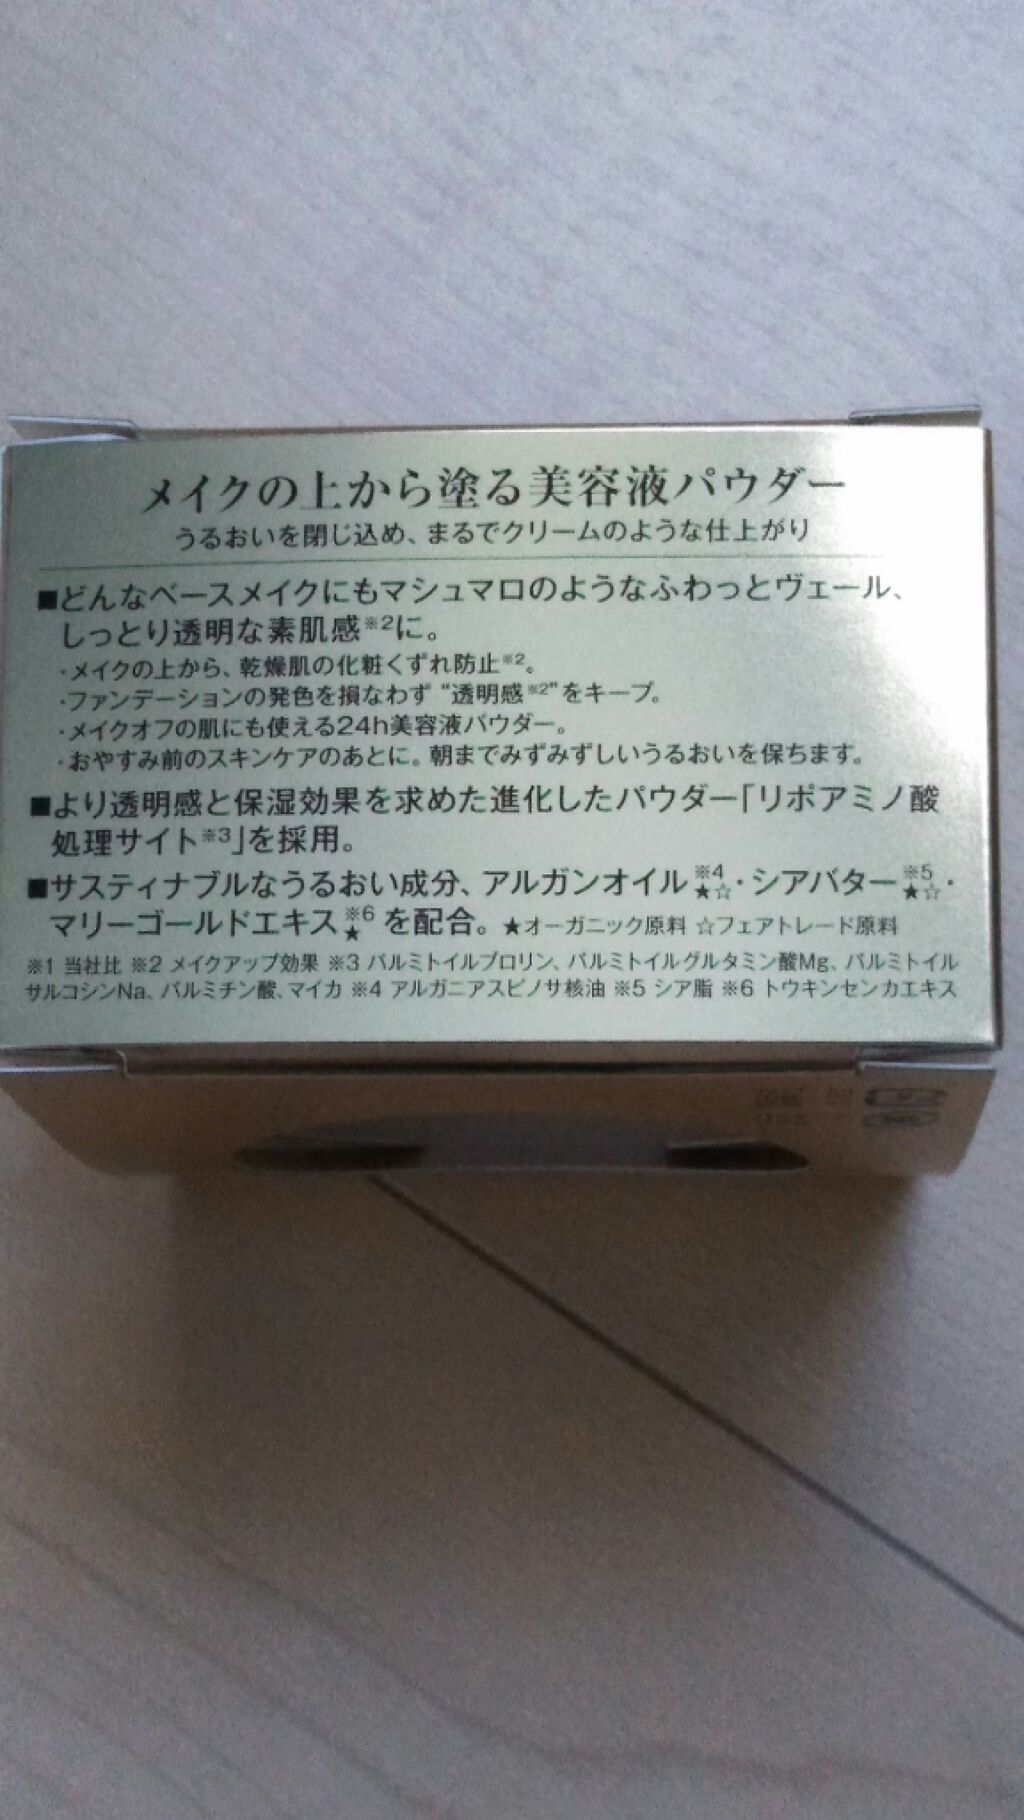 メイクの上から塗る美容液パウダー
うるおいを閉じ込め、まるでクリームのような仕上がり
■どんなベースメイクにもマシュマロのようなふわっとヴェール、
しっとり透明な素肌感※2に。
・メイクの上から、乾燥肌の化粧くずれ防止※2。
・ファンデーションの発色を損なわず“透明感※2”をキープ。
・メイクオフの肌にも使える24h美容液パウダー。
・おやすみ前のスキンケアのあとに。朝までみずみずしいうるおいを保ちます。
■より透明感と保湿効果を求めた進化したパウダー「リポアミノ酸
処理サイト※3」を採用。
■サスティナブルなうるおい成分、アルガンオイル※4★☆・シアバター※5★☆・
マリーゴールドエキス※6★を配合。★オーガニック原料 ☆フェアトレード原料
※1 当社比 ※2 メイクアップ効果 ※3 パルミトイルプロリン、パルミトイルグルタミン酸Mg、パルミトイル
サルコシンNa、パルミチン酸、マイカ ※4 アルガニアスピノサ核油 ※5 シア脂 ※6 トウキンセンカエキス